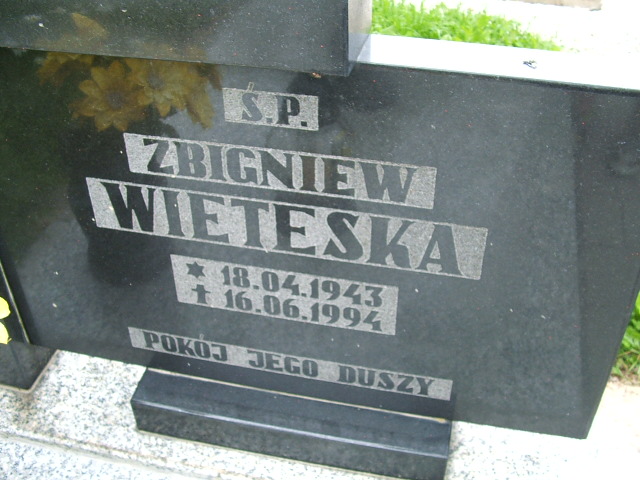 Ś.P.
ZBIGNIEW
WIETESKA
* 18.04.1943
✝ 16.06.1994
POKÓJ JEGO DUSZY